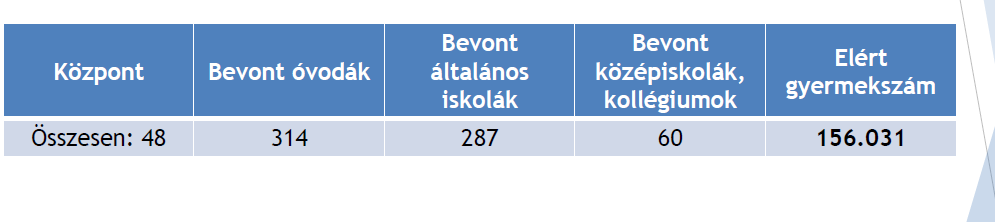 Központ
Bevont óvodák
Bevont
általános
iskolák
Bevont
középiskolák,
kollégiumok
Elért
gyermekszám
Összesen: 48
314
287
60
156.031